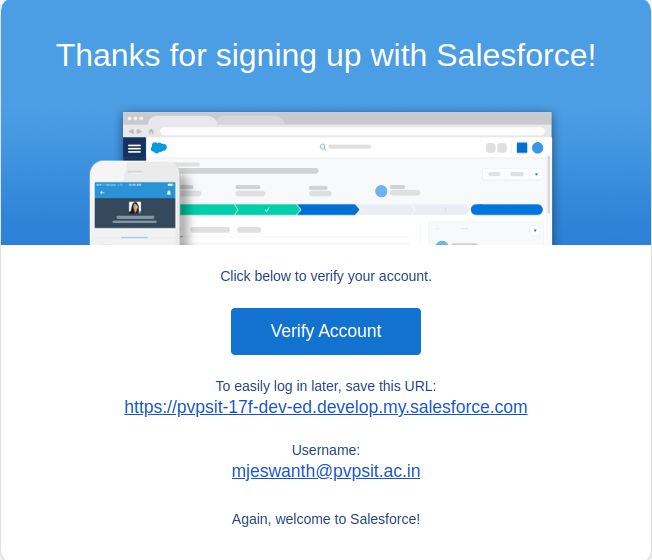 Thanks for signing up with Salesforce!
Click below to verify your account.
Verify Account
To easily log in later, save this URL:
https://pvpsit-17f-dev-ed.develop.my.salesforce.com
Username:
mjeswanth@pvpsit.ac.in
Again, welcome to Salesforce!